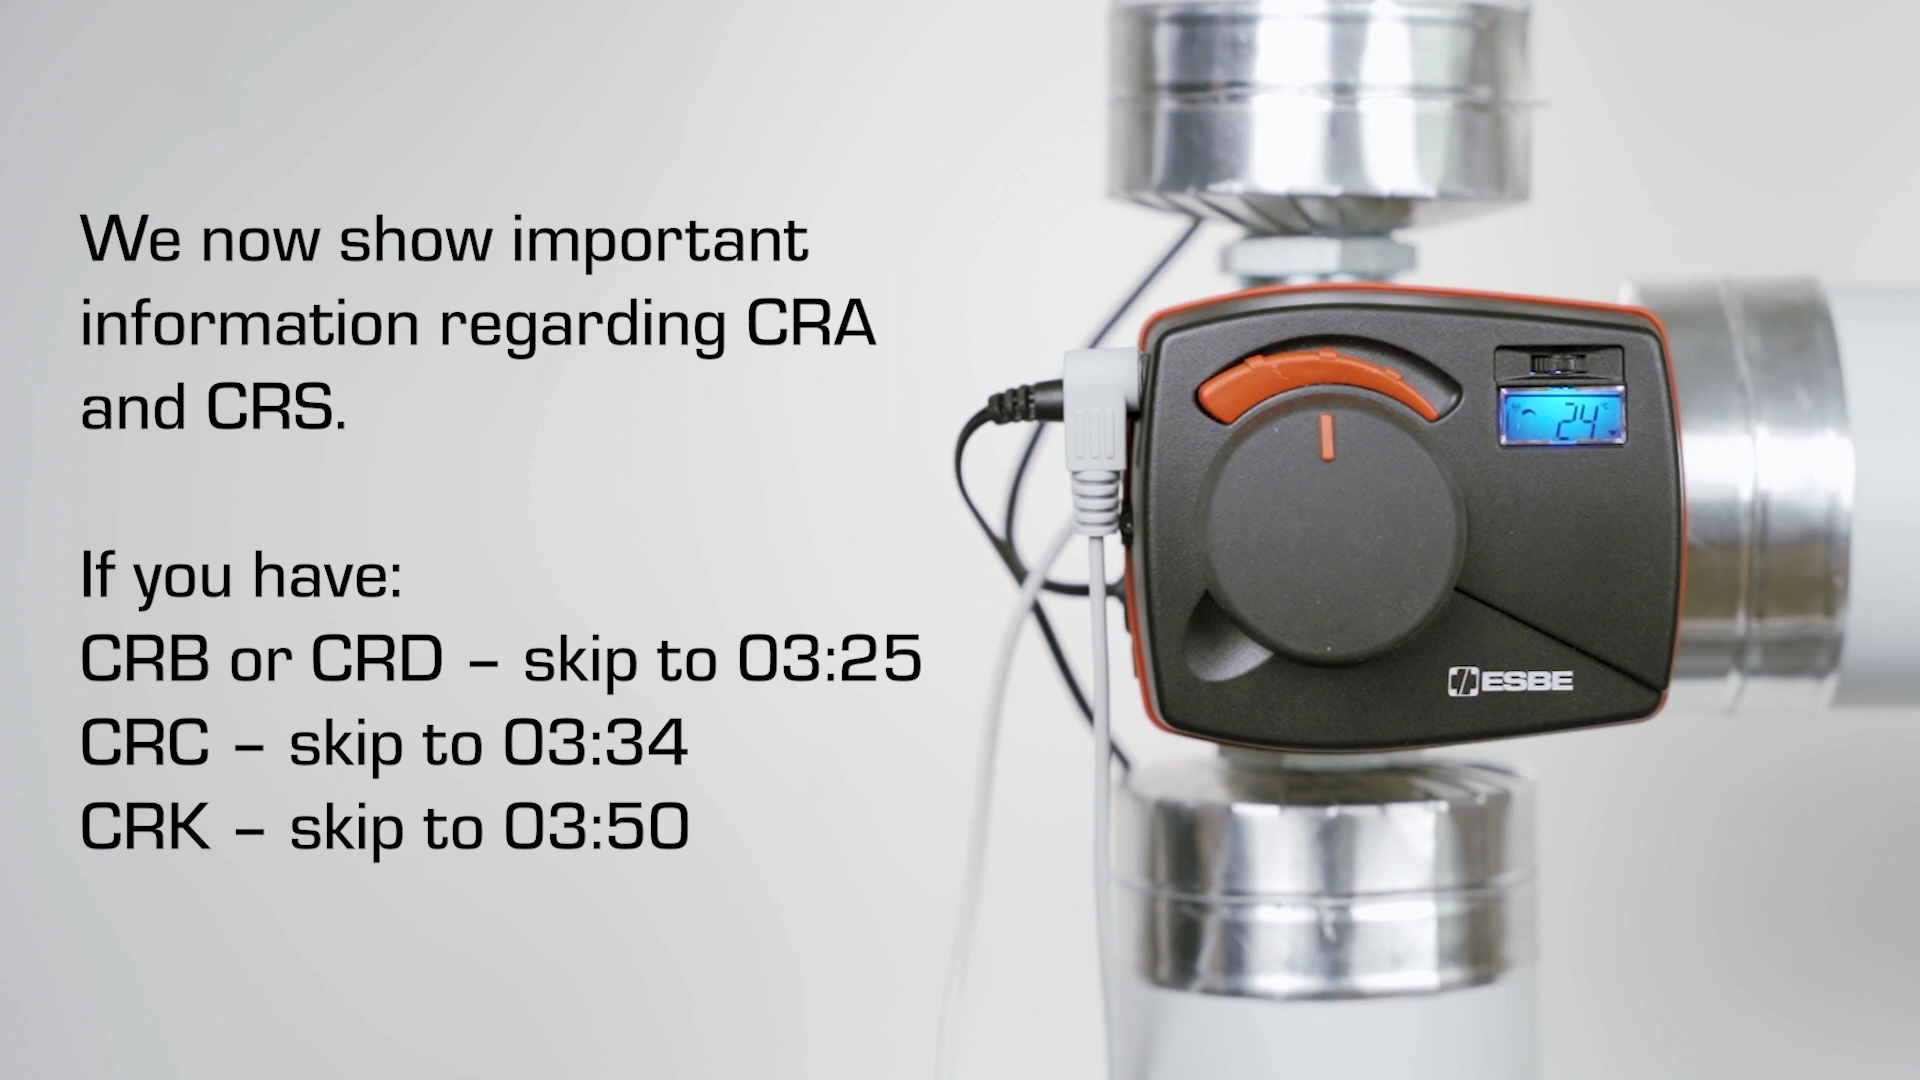 We now show important
information regarding CRA
and CRS.
If you have:
CRB or CRD – skip to 03:25
CRC – skip to 03:34
CRK – skip to 03:50
24
ESBE